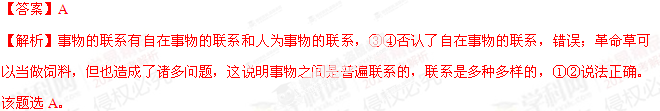 【答案】A
【解析】事物的联系有自在事物的联系和人为事物的联系，③④否认了自在事物的联系，错误；革命草可
以当做饲料，但也造成了诸多问题，这说明事物之间是普遍联系的，联系是多种多样的，①②说法正确。
该题选 A。